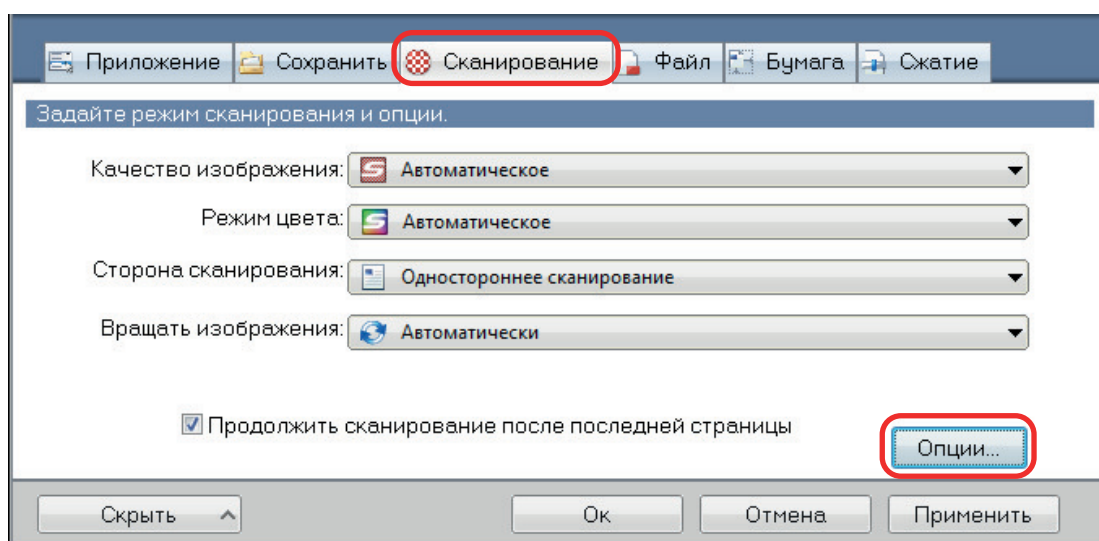 Приложение Сохранить Сканирование Файл Бумага Сжатие
Задайте режим сканирования и опции.
Качество изображения: Автоматическое
Режим цвета: Автоматическое
Сторона сканирования: Одностороннее сканирование
Вращать изображения: Автоматически
Продолжить сканирование после последней страницы
Опции...
Скрыть Ок Отмена Применить